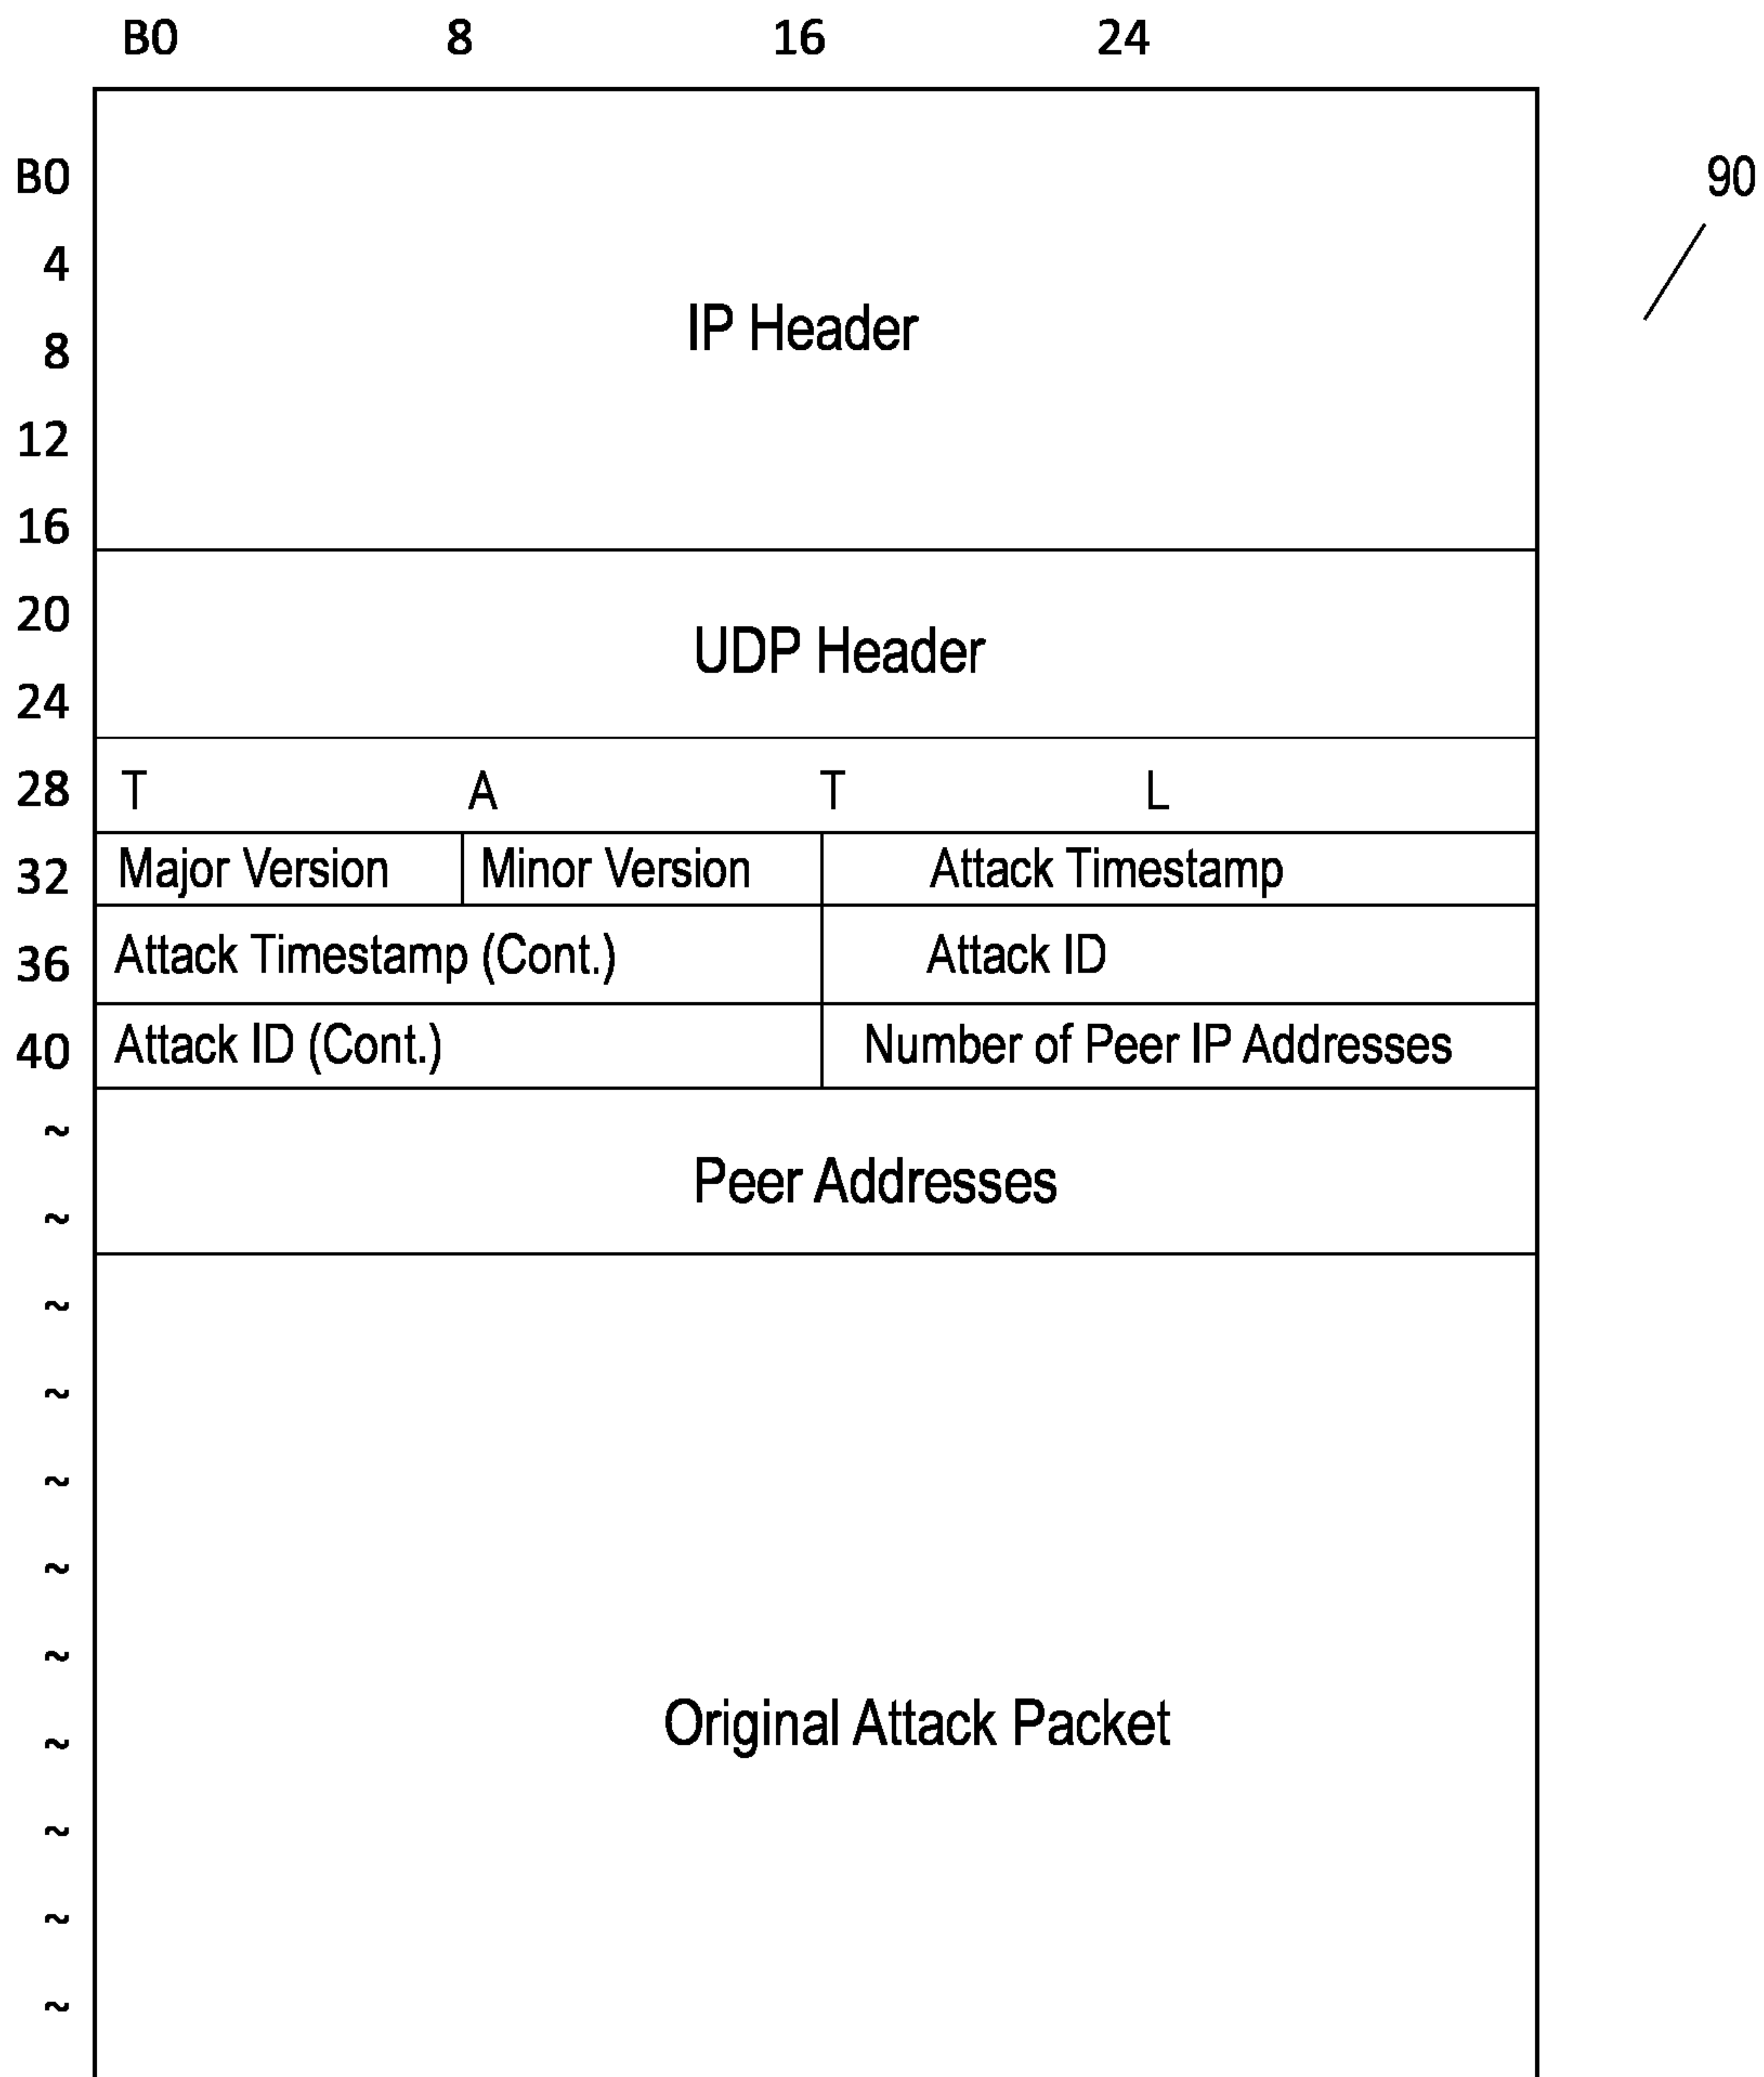 B0 8 16 24
B0
90
4
IP Header
8
12
16
20
UDP Header
24
28 T A T L
32 Major Version Minor Version Attack Timestamp
36 Attack Timestamp (Cont.) Attack ID
40 Attack ID (Cont.) Number of Peer IP Addresses
~
Peer Addresses
~
~
~
~
~
~
Original Attack Packet
~
~
~
~